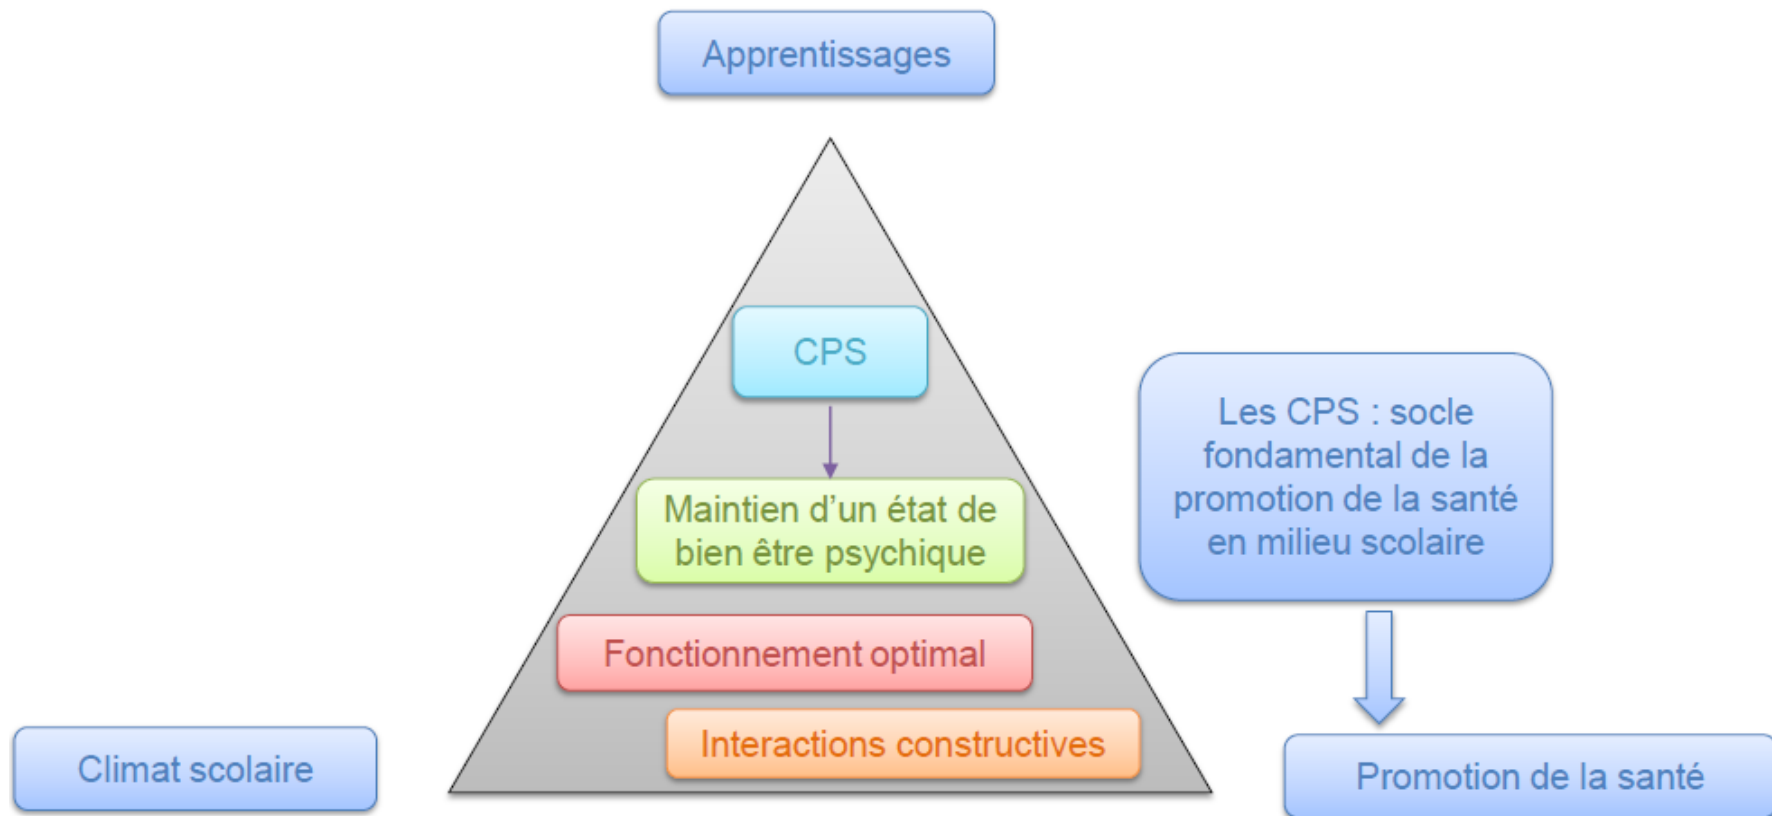 Apprentissages
CPS
Maintien d’un état de
bien être psychique
Fonctionnement optimal
Interactions constructives
Climat scolaire
Les CPS : socle
fondamental de la
promotion de la santé
en milieu scolaire
Promotion de la santé